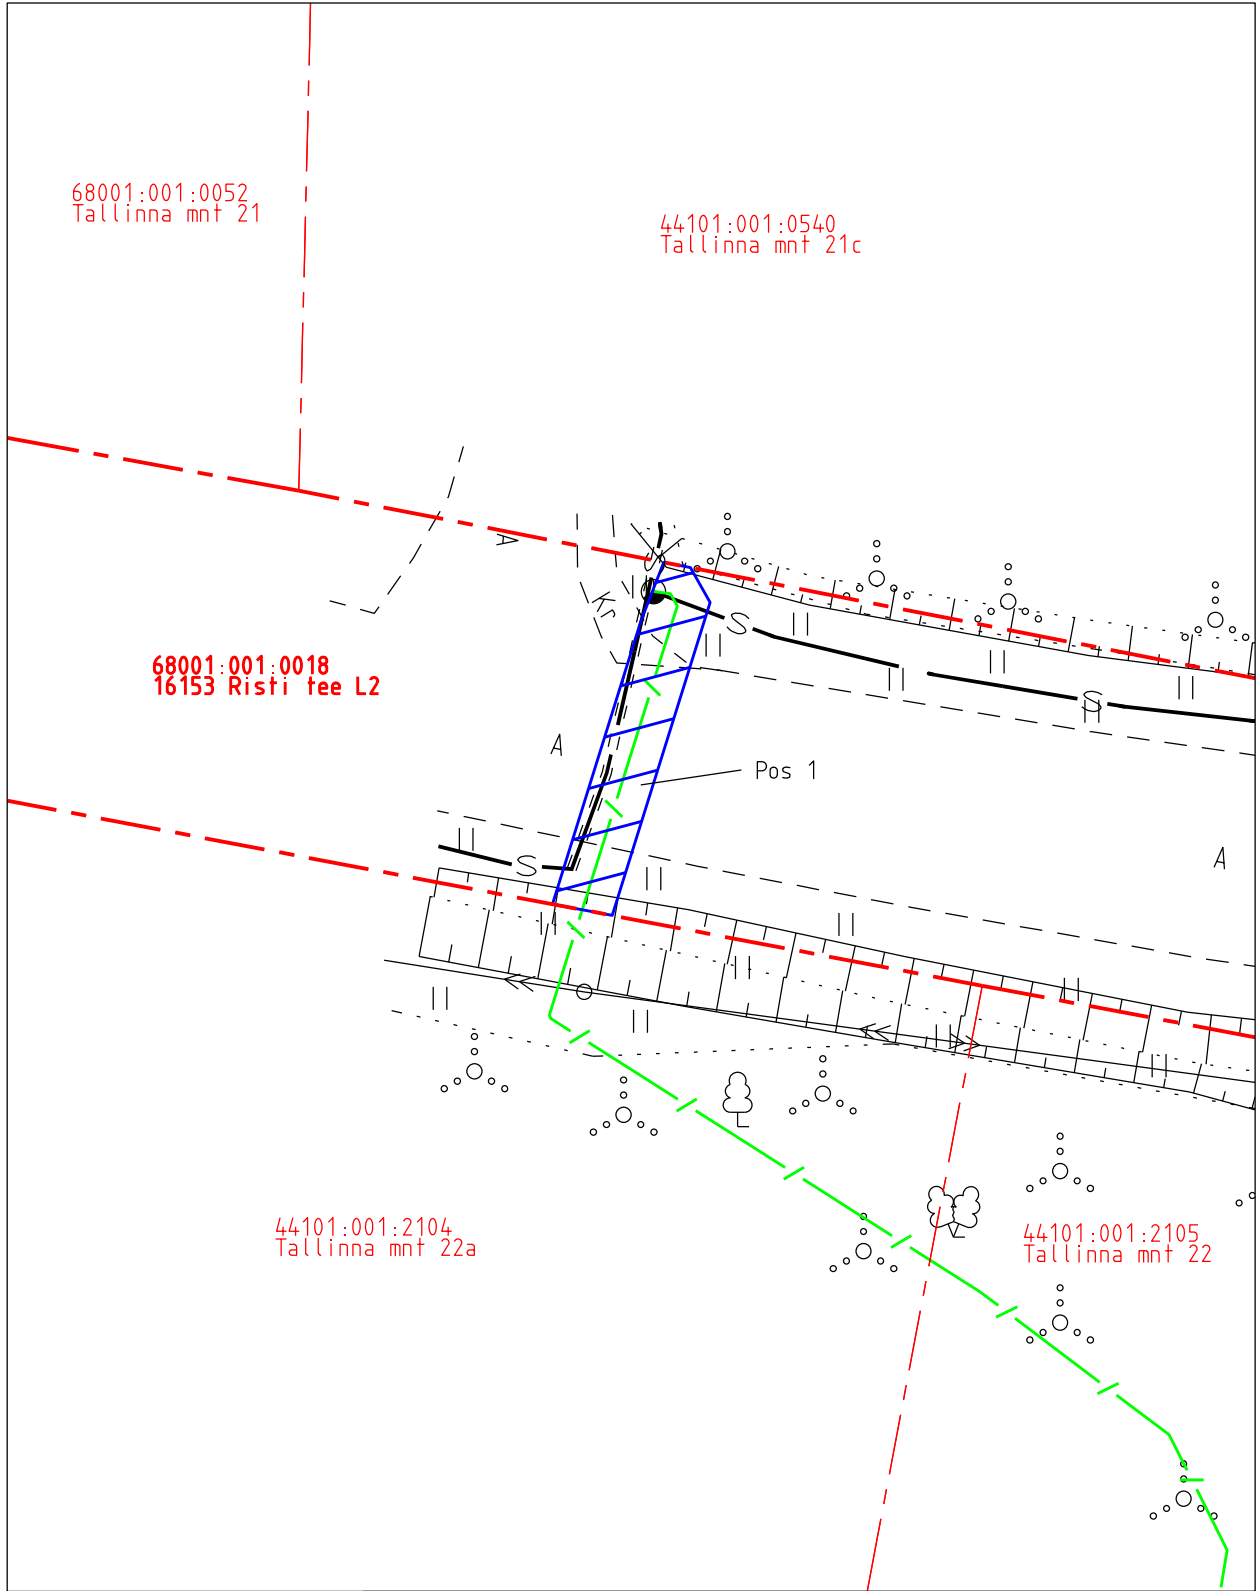 68001:001:0052
Tallinna mnt 21
44101:001:0540
Tallinna mnt 21c
A
Kr
S
68001:001:0018
16153 Risti tee L2
S
A
Pos 1
S
A
44101:001:2104
Tallinna mnt 22a
44101:001:2105
Tallinna mnt 22